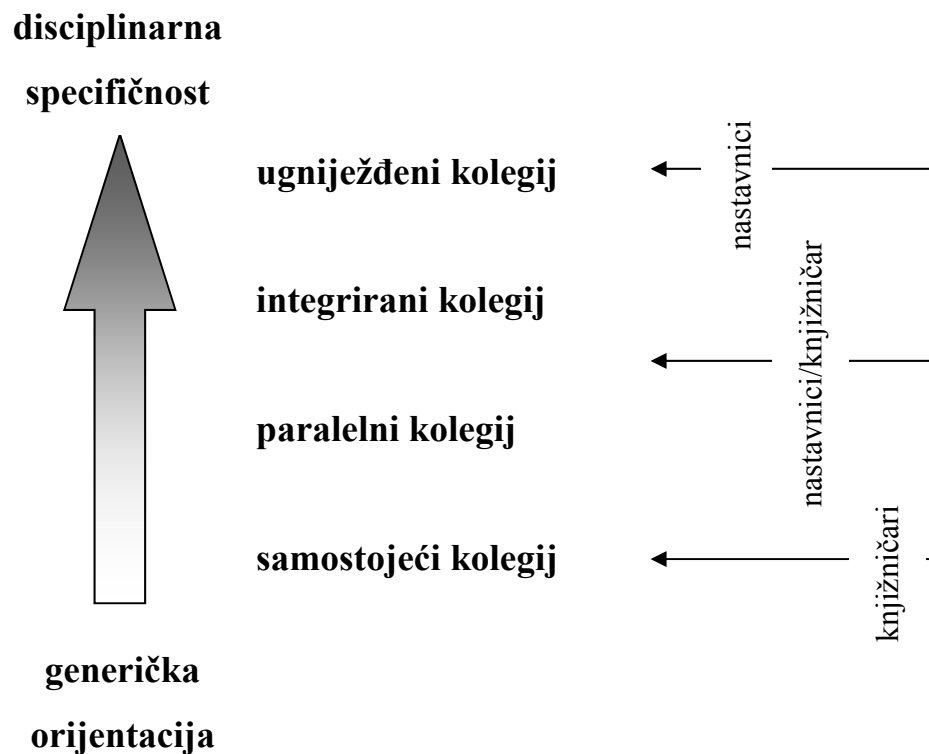 disciplinarna
specifičnost
ugniježđeni kolegij
nastavnici
integrirani kolegij
nastavnici/knjižničar
paralelni kolegij
samostojeći kolegij
knjižničari
generička
orijentacija